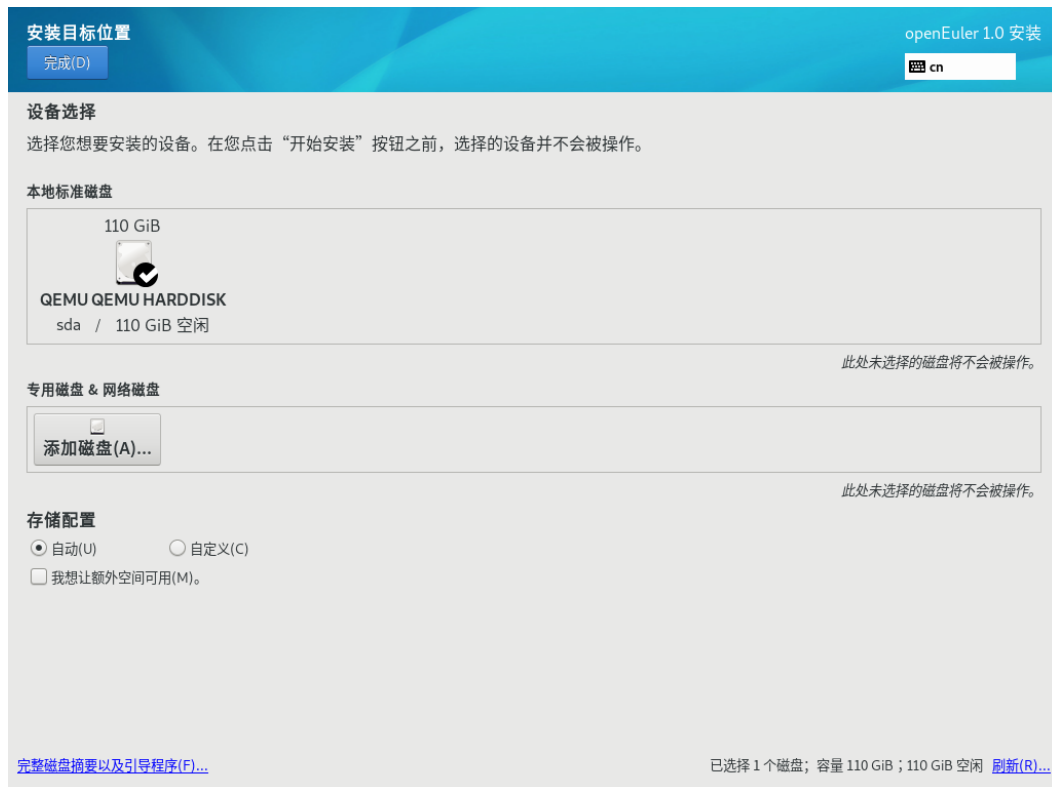 安装目标位置
openEuler 1.0 安装
完成(D)
cn
设备选择
选择您想要安装的设备。在您点击“开始安装”按钮之前，选择的设备并不会被操作。
本地标准磁盘
110 GiB
QEMU QEMU HARDDISK
sda / 110 GiB 空闲
此处未选择的磁盘将不会被操作。
专用磁盘 & 网络磁盘
添加磁盘(A)...
此处未选择的磁盘将不会被操作。
存储配置
自动(U) 自定义(C)
我想让额外空间可用(M)。
完整磁盘摘要以及引导程序(F)... 已选择 1 个磁盘；容量 110 GiB ；110 GiB 空闲 刷新(R)...